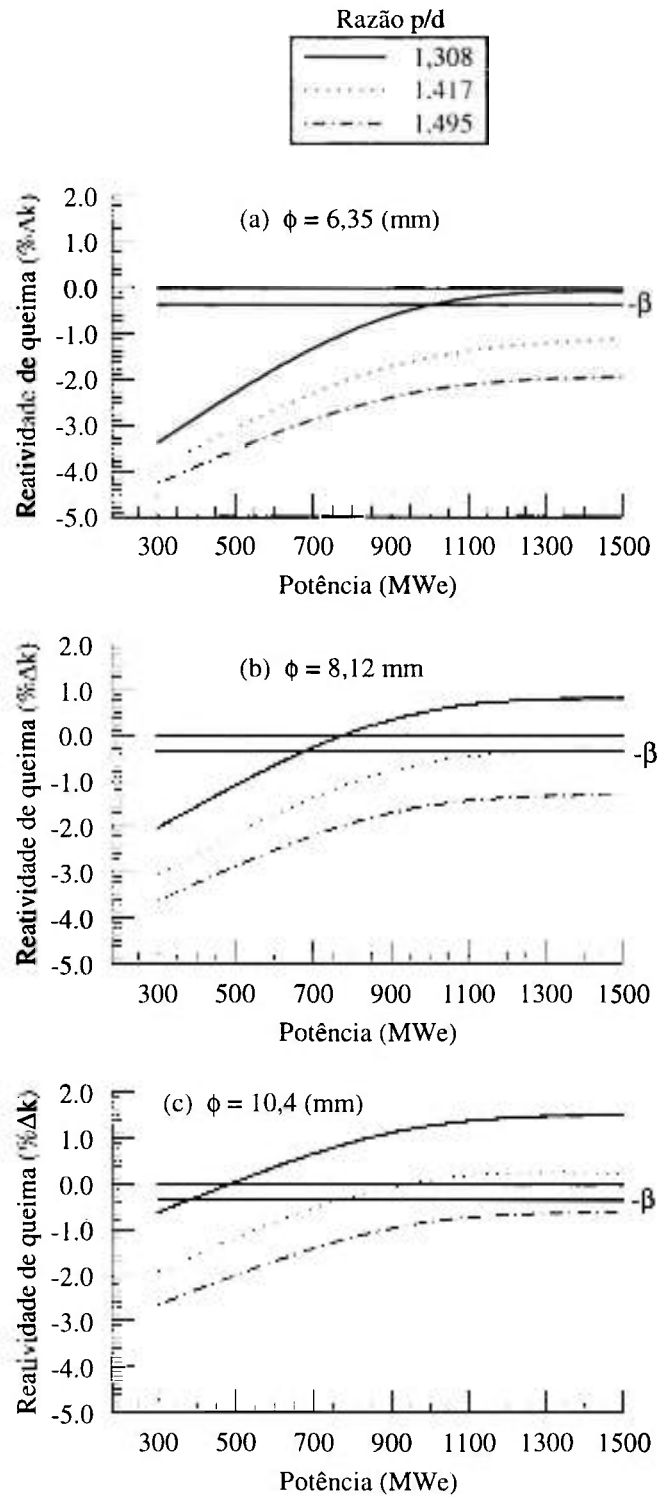 Razão p/d
1,308
1.417
1.495
(a) ϕ = 6,35 (mm)
Reatividade de queima (%Δk)
2.0
1.0
0.0
-1.0
-2.0
-3.0
-4.0
-5.0
-β
300 500 700 900 1100 1300 1500
Potência (MWe)
(b) ϕ = 8,12 mm
Reatividade de queima (%Δk)
2.0
1.0
0.0
-1.0
-2.0
-3.0
-4.0
-5.0
-β
300 500 700 900 1100 1300 1500
Potência (MWe)
(c) ϕ = 10,4 (mm)
Reatividade de queima (%Δk)
2.0
1.0
0.0
-1.0
-2.0
-3.0
-4.0
-5.0
-β
300 500 700 900 1100 1300 1500
Potência (MWe)